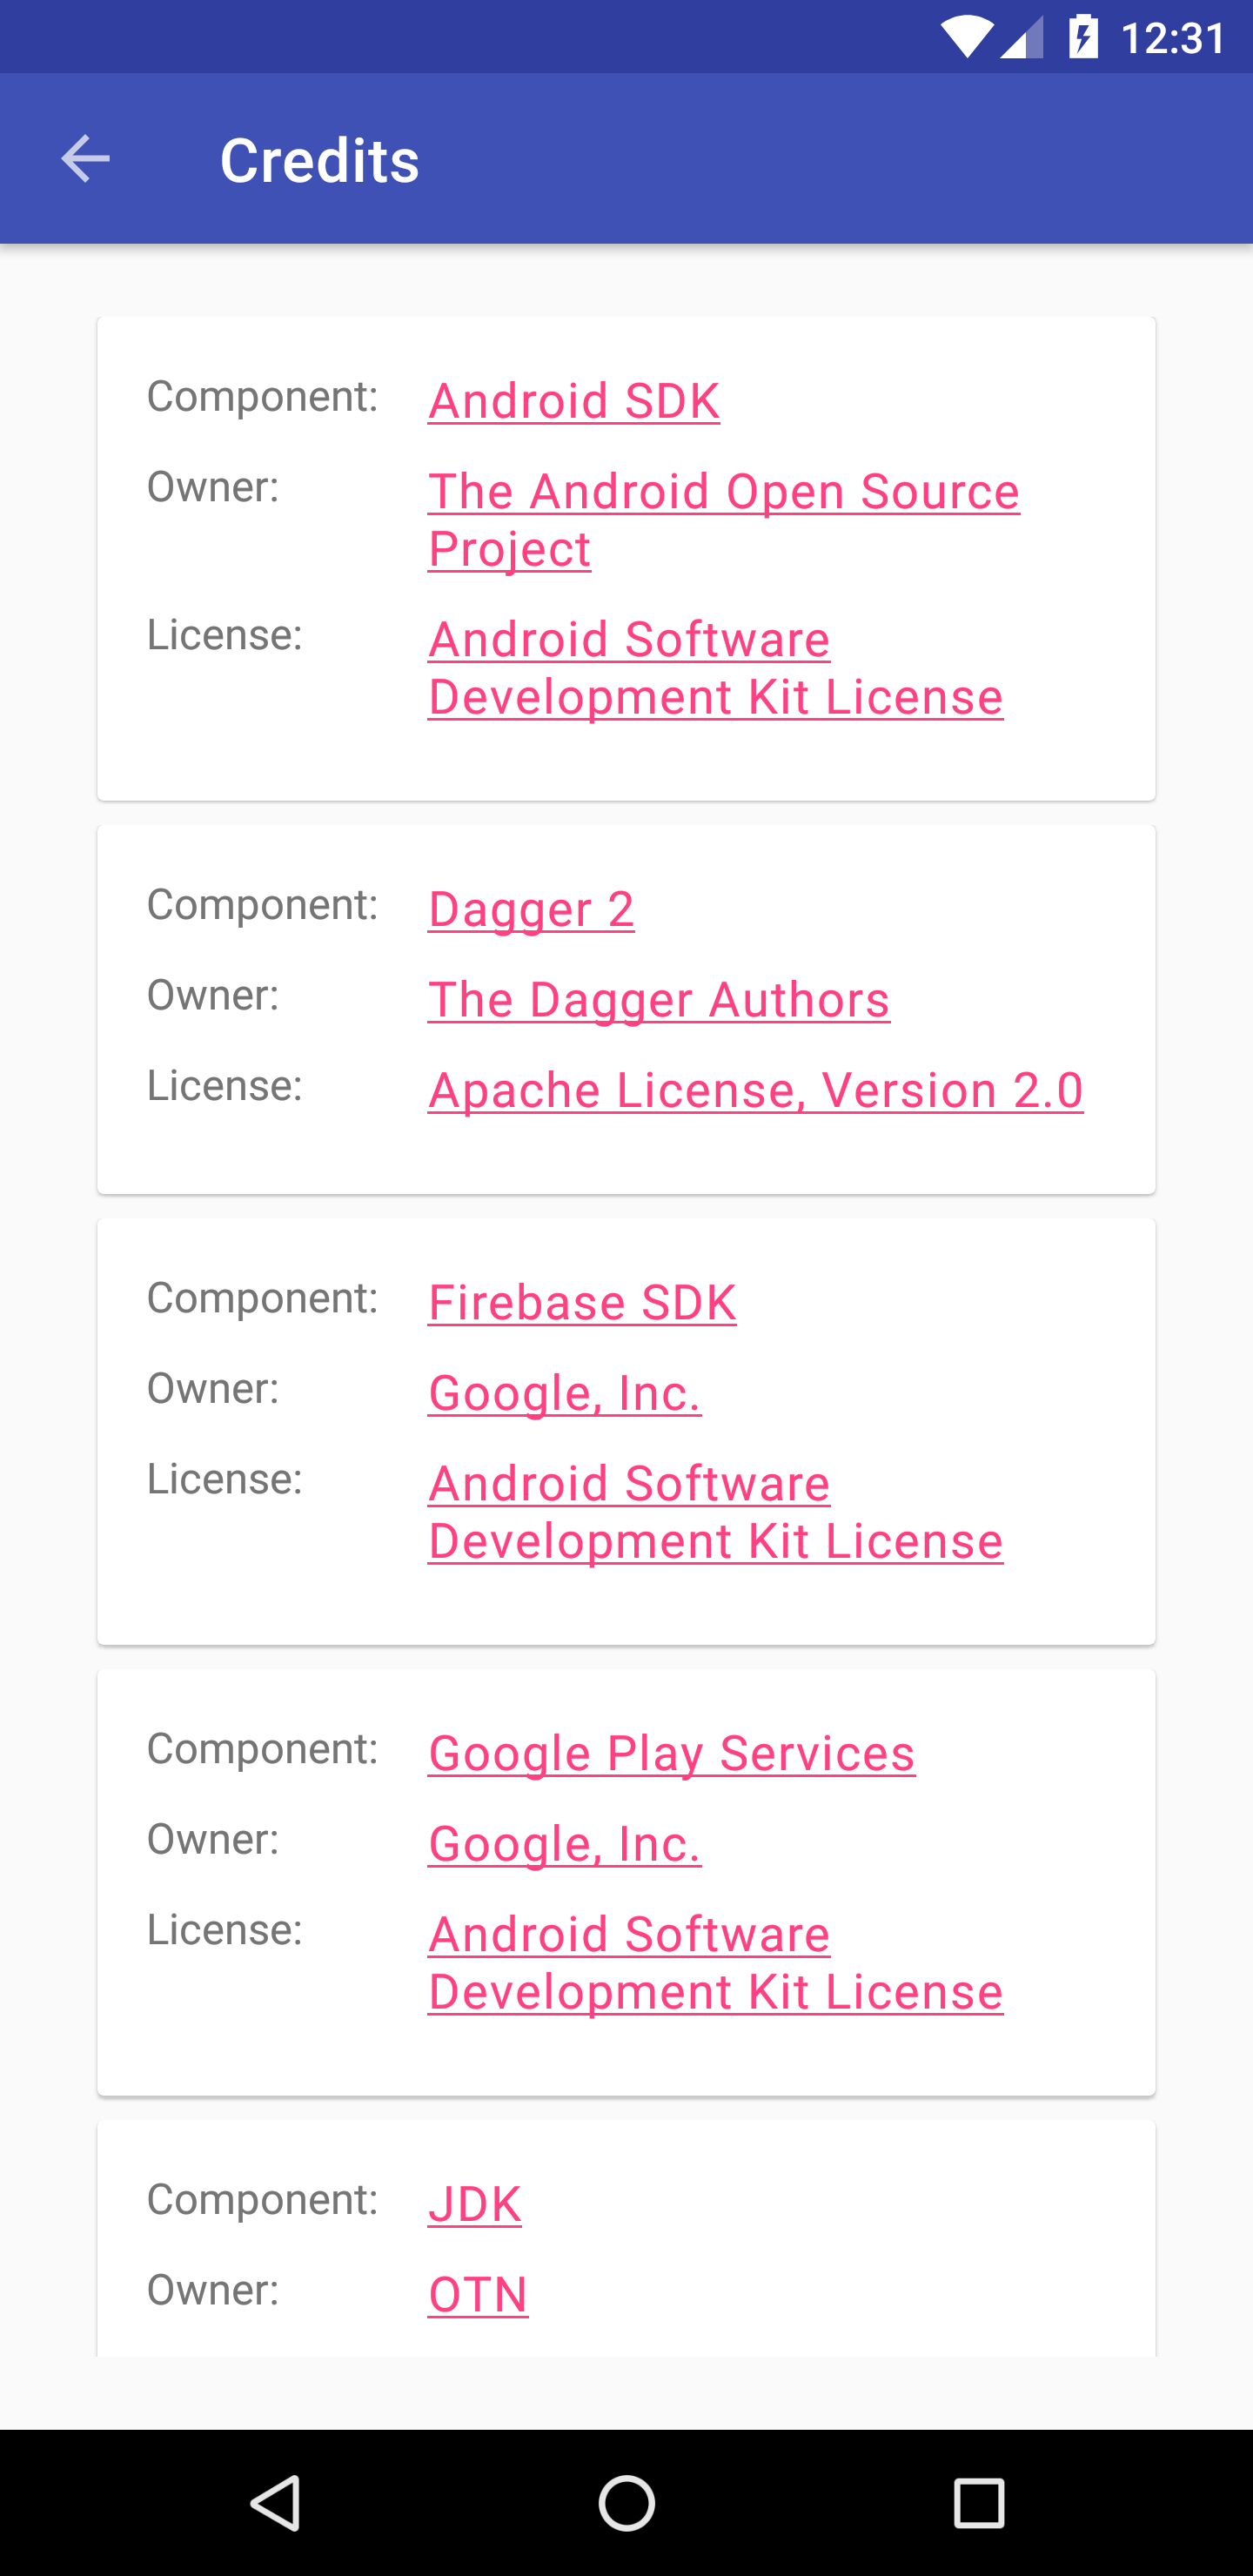 12:31
Credits
Component: Android SDK
Owner: The Android Open Source
Project
License: Android Software
Development Kit License
Component: Dagger 2
Owner: The Dagger Authors
License: Apache License, Version 2.0
Component: Firebase SDK
Owner: Google, Inc.
License: Android Software
Development Kit License
Component: Google Play Services
Owner: Google, Inc.
License: Android Software
Development Kit License
Component: JDK
Owner: OTN